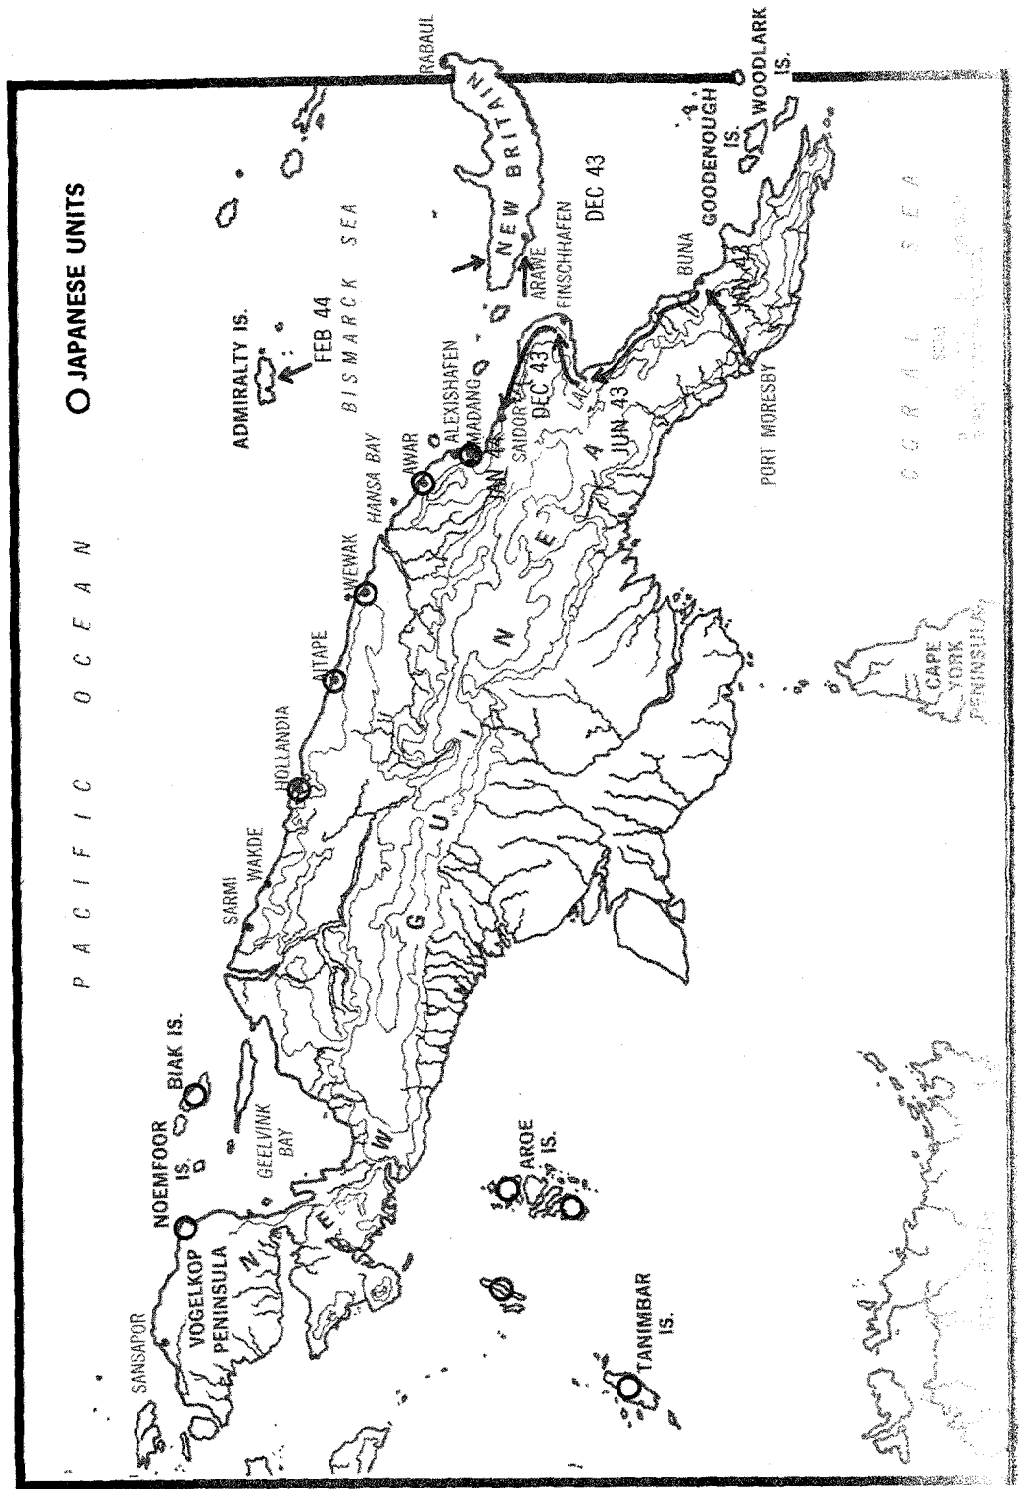 JAPANESE UNITS
PACIFIC OCEAN
ADMIRALTY IS.
FEB 44
BISMARCK SEA
RABAUL
NEW BRITAIN
ARAWE
FINSCHHAFEN
DEC 43
GOODENOUGH
IS.
WOODLARK
IS.
BUNA
JAN 43
PORT MORESBY
CORAL SEA
LAE
JUN 43
DEC 43
SAIDOR
JAN 44
ALEXISHAFEN
MADANG
AWAR
HANSA BAY
WEWAK
AITAPE
HOLLANDIA
WAKDE
SARMI
BIAK IS.
NOEMFOOR
IS.
GEELVINK
BAY
SANSAPOR
VOGELKOP
PENINSULA
NEW GUINEA
AROE
IS.
TANIMBAR
IS.
CAPE
YORK
PENINSULA